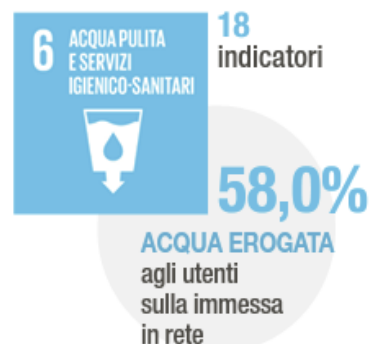 6
ACQUA PULITA
E SERVIZI
IGIENICO-SANITARI
18
indicatori
58,0%
ACQUA EROGATA
agli utenti
sulla immessa
in rete